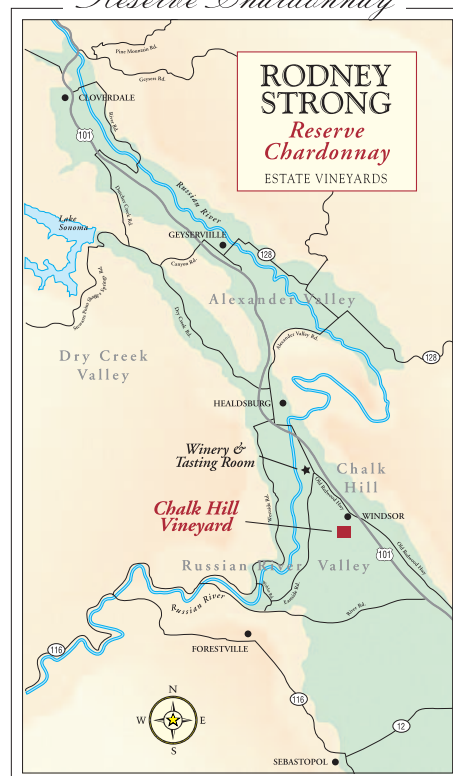 Reserve Chardonnay
RODNEY
STRONG
Reserve
Chardonnay
ESTATE VINEYARDS
Pine Mountain Rd.
Geysers Rd.
CLOVERDALE
River Rd.
101
Dutcher Creek Rd.
Russian River
Lake
Sonoma
GEYSERVIILLE
128
Canyon Rd.
Alexander Valley
Dry Creek Rd.
Alexander Valley Rd.
128
Dry Creek
Valley
HEALDSBURG
Winery &
Tasting Room
Chalk
Hill
Old Redwood Hwy
Chalk Hill
Vineyard
WINDSOR
101
Old Redwood Hwy
Russian River Valley
Eastside Rd.
Russian River
River Rd.
FORESTVILLE
116
116
12
N
W
E
S
SEBASTOPOL